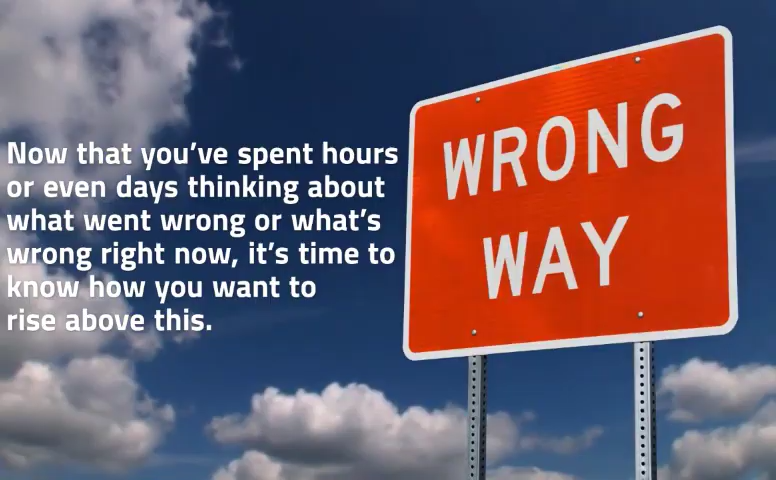 Now that you've spent hours
or even days thinking about
what went wrong or what's
wrong right now, it's time to
know how you want to
rise above this.
WRONG
WAY